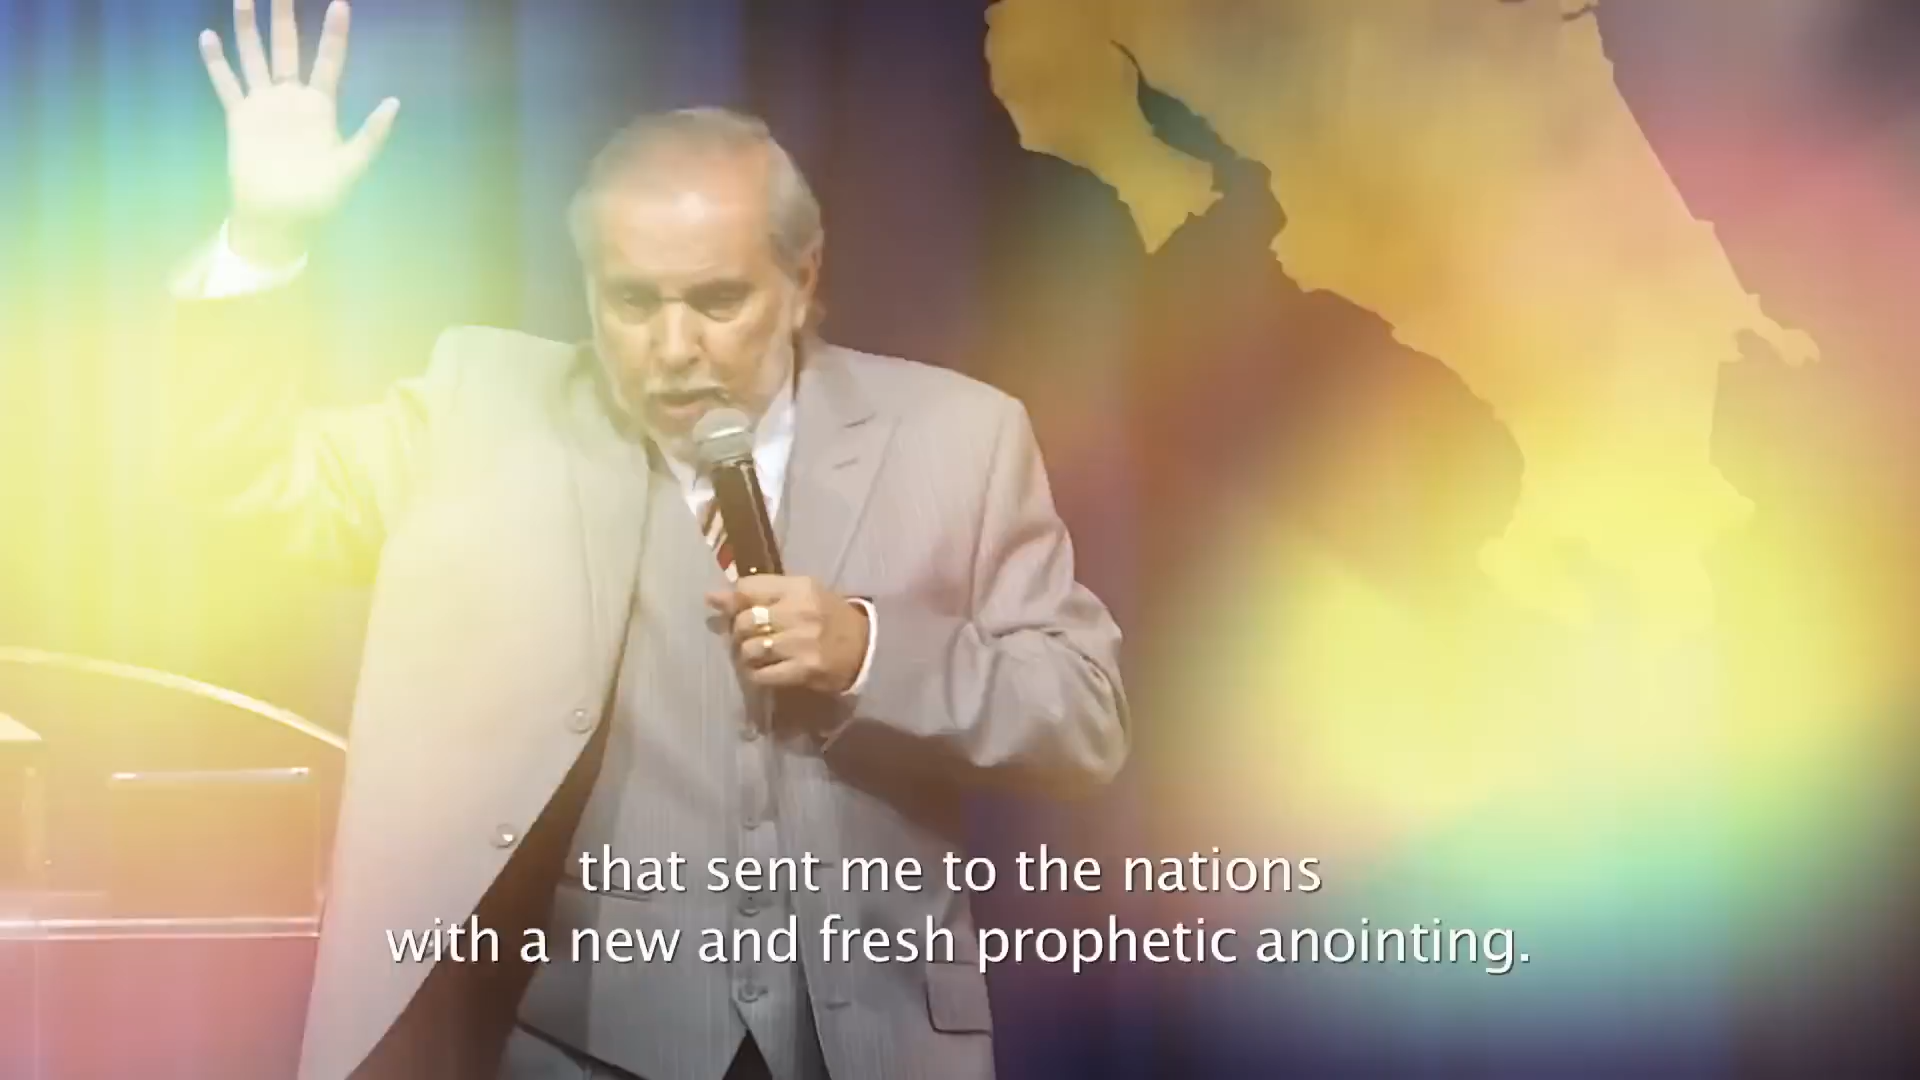 that sent me to the nations
with a new and fresh prophetic anointing.